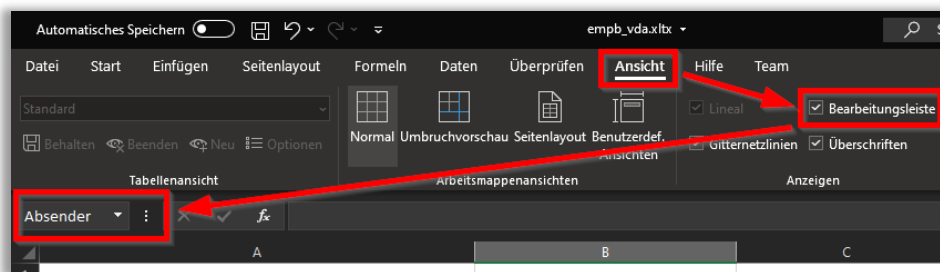 Automatisches Speichern empb_vda.xltx
Datei Start Einfügen Seitenlayout Formeln Daten Überprüfen Ansicht Hilfe Team
Standard Lineal Bearbeitungsleiste
Behalten Beenden Neu Optionen Normal Umbruchvorschau Seitenlayout Benutzerdef. Ansichten Gitternetzlinien Überschriften
Tabellenansicht Arbeitsmappenansichten Anzeigen
Absender fx
A B C